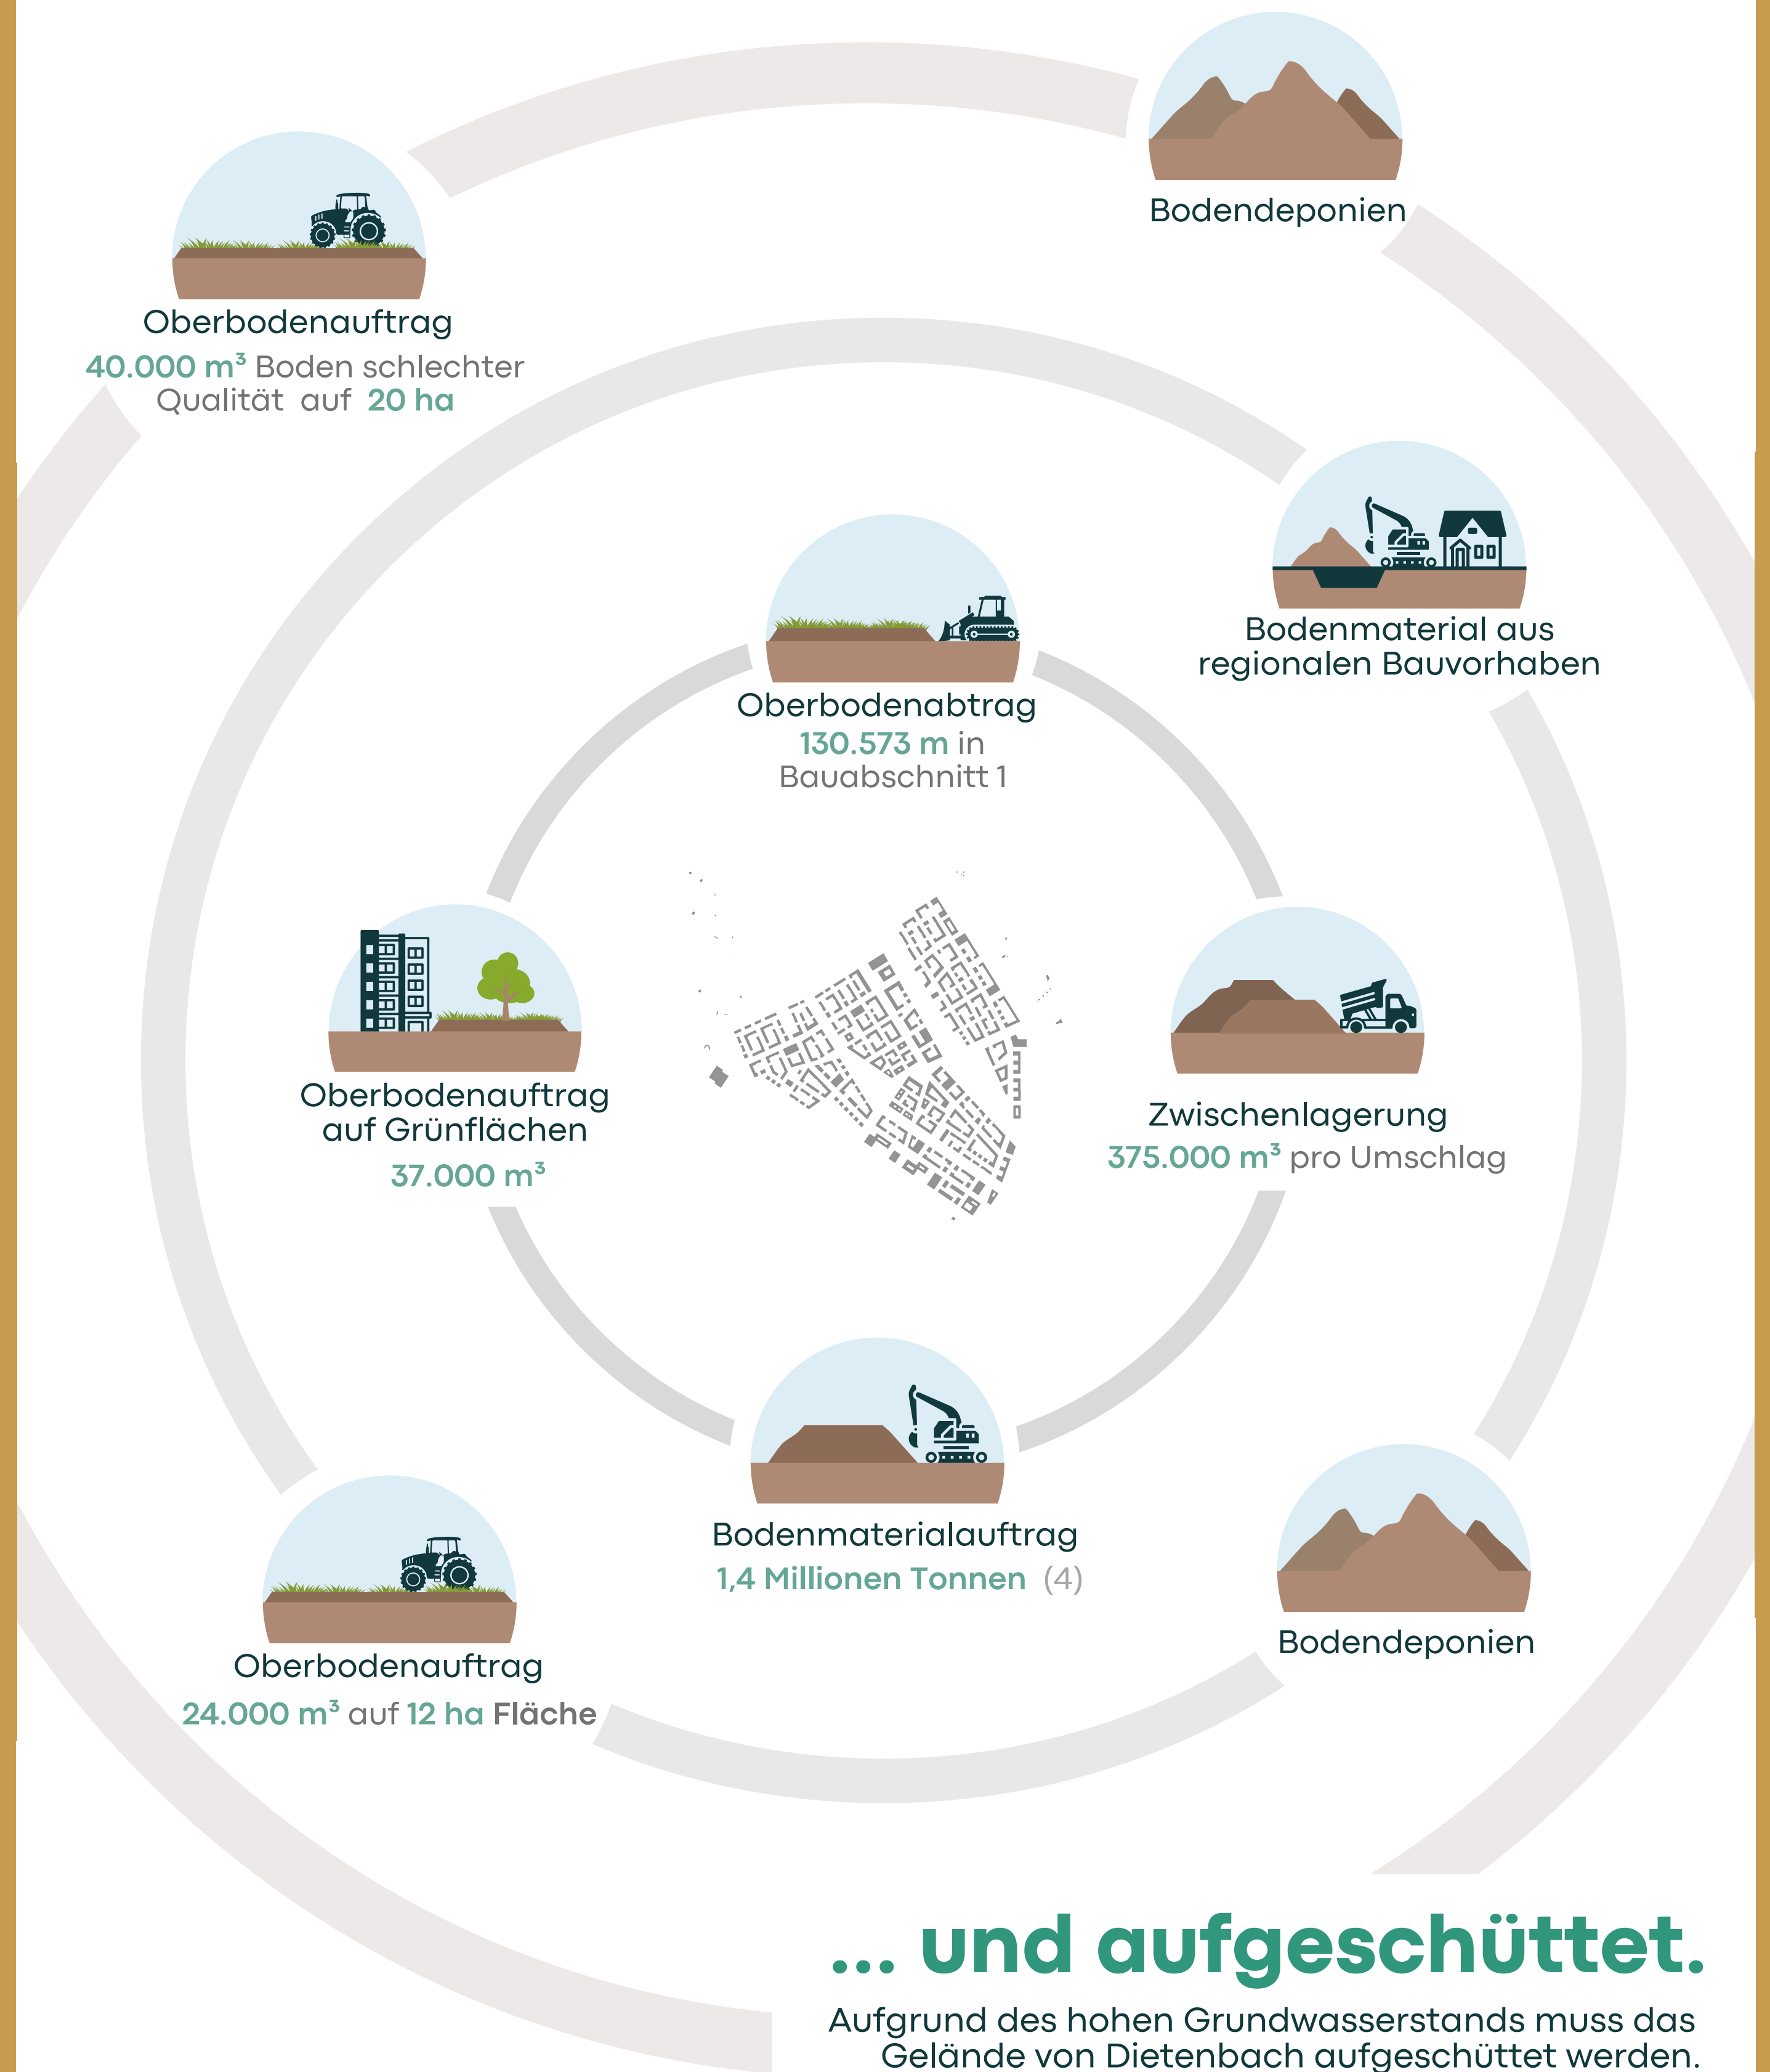 Bodendeponien
Oberbodenauftrag
40.000 m³ Boden schlechter
Qualität auf 20 ha
Bodenmaterial aus
regionalen Bauvorhaben
Oberbodenabtrag
130.573 m in
Bauabschnitt 1
Oberbodenauftrag
auf Grünflächen
37.000 m³
Zwischenlagerung
375.000 m³ pro Umschlag
Bodenmaterialauftrag
1,4 Millionen Tonnen (4)
Bodendeponien
Oberbodenauftrag
24.000 m³ auf 12 ha Fläche
... und aufgeschüttet.
Aufgrund des hohen Grundwasserstands muss das
Gelände von Dietenbach aufgeschüttet werden.